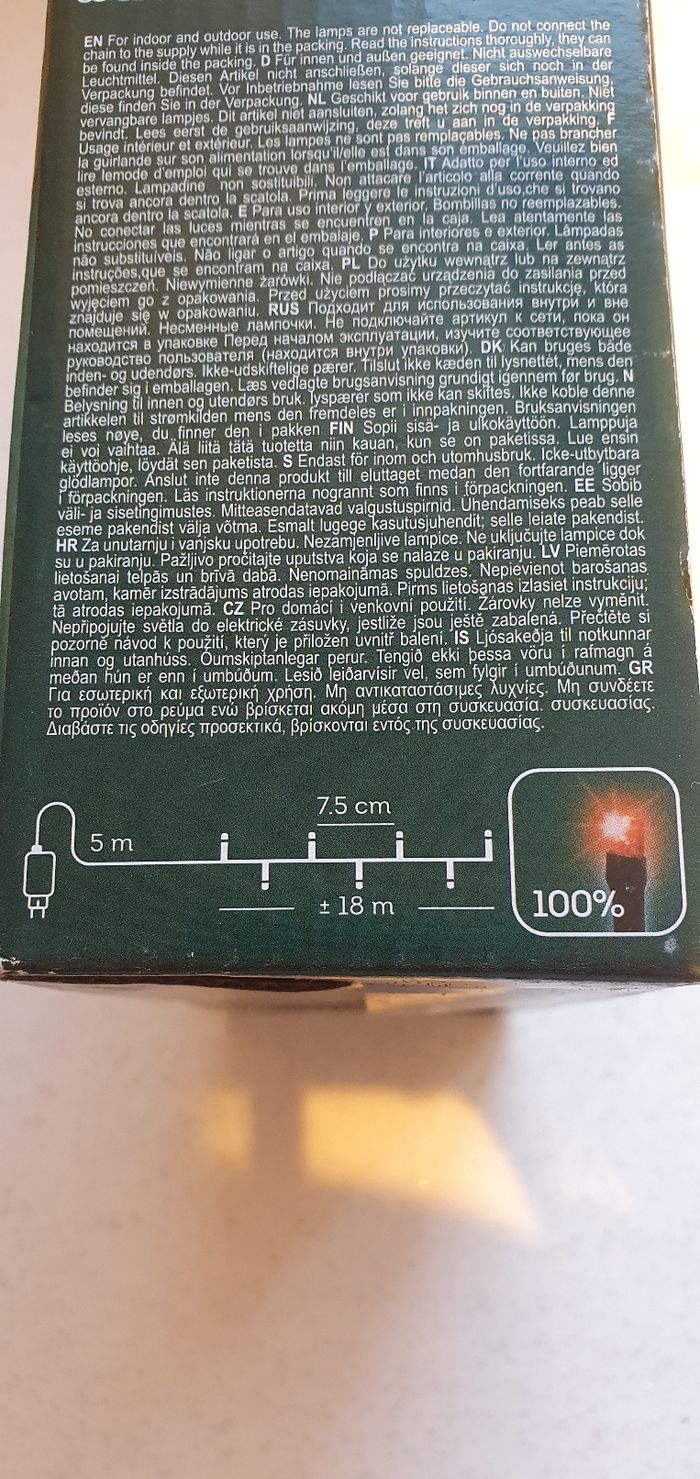 EN For indoor and outdoor use. The lamps are not replaceable. Do not connect the
chain to the supply while it is in the packing. Read the instructions thoroughly, they can
be found inside the packing. D Für innen und außen geeignet. Nicht auswechselbare
Leuchtmittel. Diesen Artikel nicht anschließen, solange dieser sich noch in der
Verpackung befindet. Vor Inbetriebnahme lesen Sie bitte die Gebrauchsanweisung,
diese finden Sie in der Verpackung. NL Geschikt voor gebruik binnen en buiten. Niet
vervangbare lampjes. Dit artikel niet aansluiten, zolang het zich nog in de verpakking
bevindt. Lees eerst de gebruiksaanwijzing, deze treft u aan in de verpakking. F
Usage intérieur et extérieur. Les lampes ne sont pas remplaçables. Ne pas brancher
la guirlande sur son alimentation lorsqu'il/elle est dans son emballage. Veuillez bien
lire lemode d'emploi qui se trouve dans l'emballage. IT Adatto per l'uso interno ed
esterno. Lampadine non sostituibili. Non attacare l'articolo alla corrente quando
si trova ancora dentro la scatola. Prima leggere le instruzioni d'uso,che si trovano
ancora dentro la scatola. E Para uso interior y exterior. Bombillas no reemplazables.
No conectar las luces mientras se encuentren en la caja. Lea atentamente las
instrucciones que encontrará en el embalaje. P Para interiores e exterior. Lâmpadas
não substituíveis. Não ligar o artigo quando se encontra na caixa. Ler antes as
instruções,que se encontram na caixa. PL Do użytku wewnątrz lub na zewnątrz
pomieszczeń. Niewymienne żarówki. Nie podłączać urządzenia do zasilania przed
wyjęciem go z opakowania. Przed użyciem prosimy przeczytać instrukcję, która
znajduje się w opakowaniu. RUS Подходит для использования внутри и вне
помещений. Несменные лампочки. Не подключайте артикул к сети, пока он
находится в упаковке Перед началом эксплуатации, изучите соответствующее
руководство пользователя (находится внутри упаковки). DK Kan bruges både
inden- og udendørs. Ikke-udskiftelige pærer. Tilslut ikke kæden til lysnettet, mens den
befinder sig i emballagen. Læs vedlagte brugsanvisning grundigt igennem før brug. N
Belysning til innen og utendørs bruk. lyspærer som ikke kan skiftes. Ikke koble denne
artikkelen til strømkilden mens den fremdeles er i innpakningen. Bruksanvisningen
leses nøye, du finner den i pakken FIN Sopii sisä- ja ulkokäyttöön. Lamppuja
ei voi vaihtaa. Älä liitä tätä tuotetta niin kauan, kun se on paketissa. Lue ensin
käyttöohje, löydät sen paketista. S Endast för inom och utomhusbruk. Icke-utbytbara
glödlampor. Anslut inte denna produkt till eluttaget medan den fortfarande ligger
i förpackningen. Läs instruktionerna nogrannt som finns i förpackningen. EE Sobib
väli- ja sisetingimustes. Mitteasendatavad valgustuspirnid. Ühendamiseks peab selle
eseme pakendist välja võtma. Esmalt lugege kasutusjuhendit; selle leiate pakendist.
HR Za unutarnju i vanjsku upotrebu. Nezamjenljive lampice. Ne uključujte lampice dok
su u pakiranju. Pažljivo pročitajte uputstva koja se nalaze u pakiranju. LV Piemērotas
lietošanai telpās un brīvā dabā. Nenomaināmas spuldzes. Nepievienot barošanas
avotam, kamēr izstrādājums atrodas iepakojumā. Pirms lietošanas izlasiet instrukciju;
tā atrodas iepakojumā. CZ Pro domácí i venkovní použití. Žárovky nelze vyměnit.
Nepřipojujte světla do elektrické zásuvky, jestliže jsou ještě zabalená. Přečtěte si
pozorně návod k použití, který je přiložen uvnitř balení. IS Ljósakeðja til notkunnar
innan og utanhúss. Óumskiptanlegar perur. Tengið ekki þessa vöru í rafmagn á
meðan hún er enn í umbúðum. Lesið leiðarvísir vel, sem fylgir í umbúðunum. GR
Για εσωτερική και εξωτερική χρήση. Μη αντικαταστάσιμες λυχνίες. Μη συνδέετε
το προϊόν στο ρεύμα ενώ βρίσκεται ακόμη μέσα στη συσκευασία. συσκευασίας.
Διαβάστε τις οδηγίες προσεκτικά, βρίσκονται εντός της συσκευασίας.
7.5 cm
5 m
± 18 m
100%